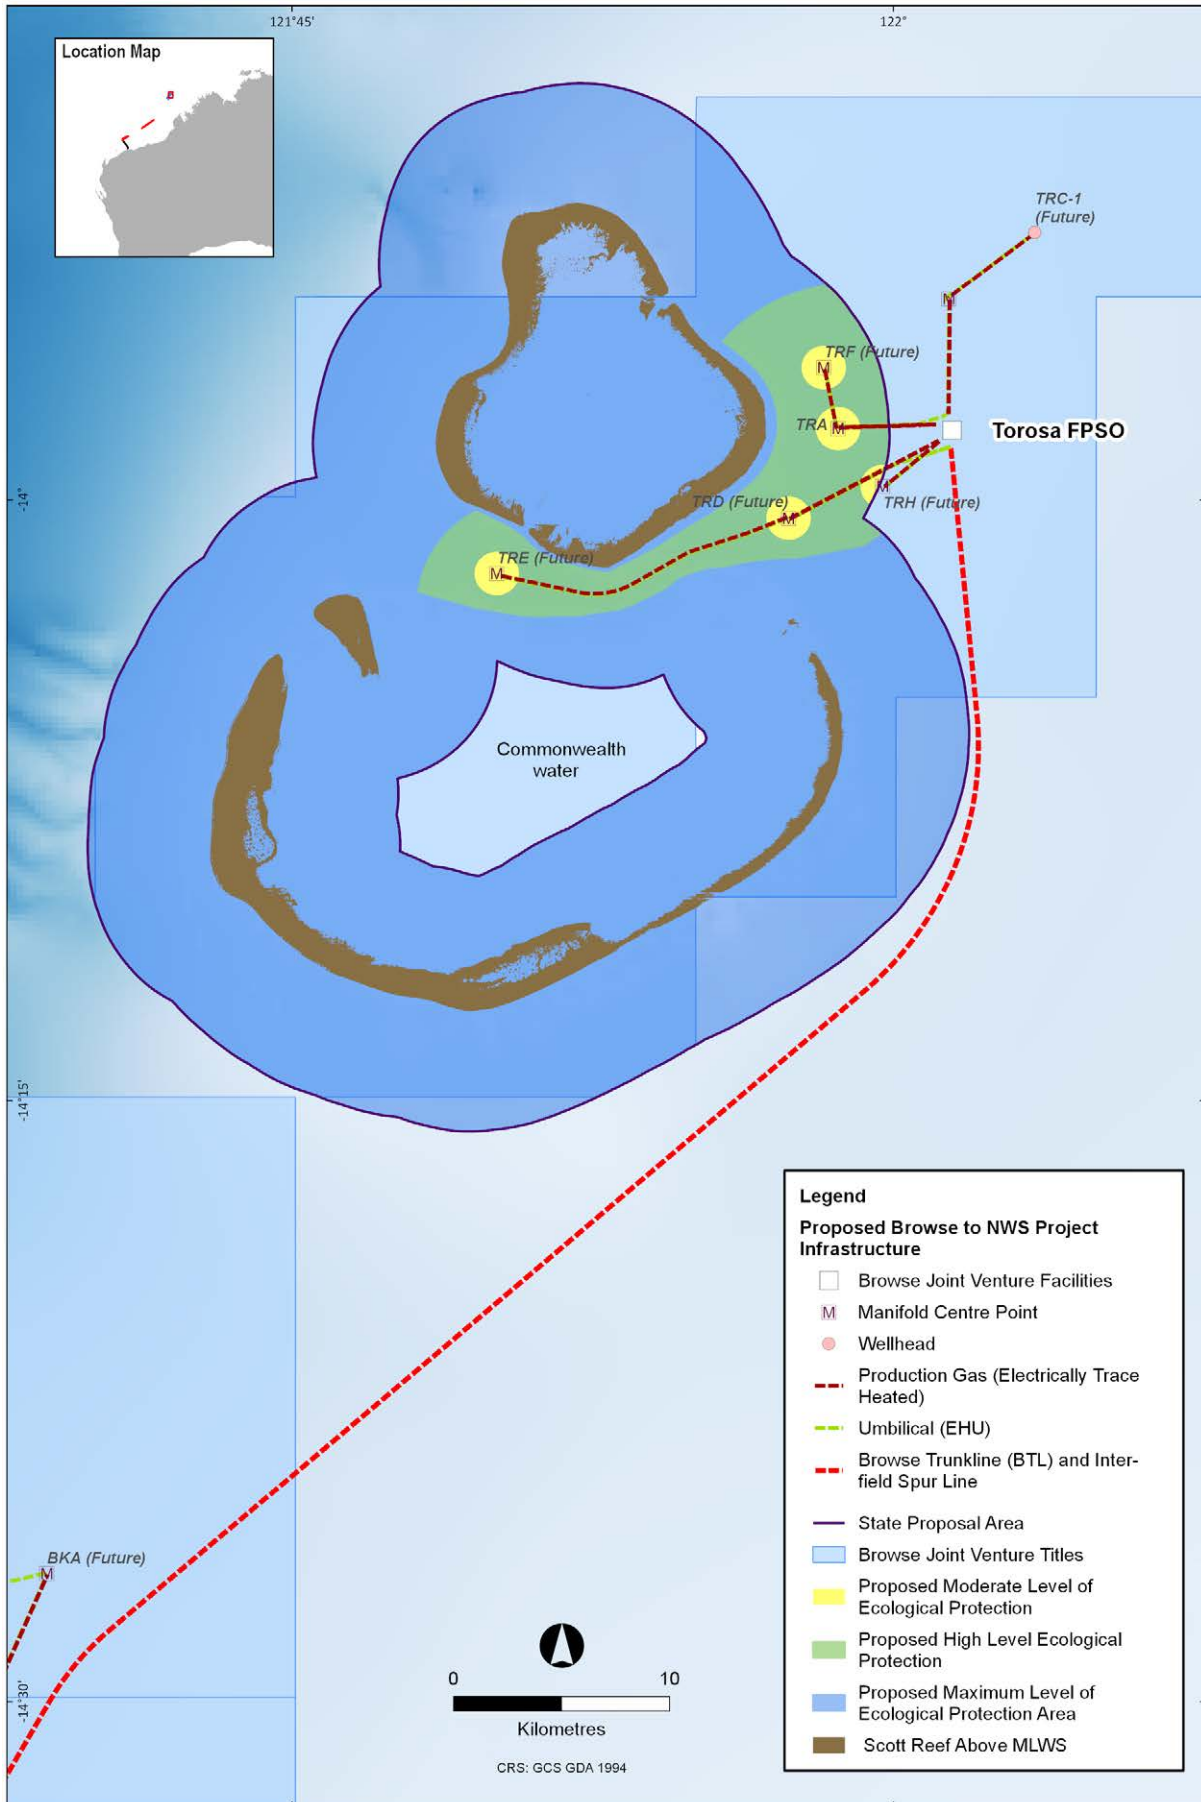 121°45'
122°
Location Map
TRC-1
(Future)
M
TRF (Future)
M
TRA
M
Torosa FPSO
-14°
TRD (Future)
M
TRH (Future)
M
TRE (Future)
M
Commonwealth
water
-14°15'
Legend
Proposed Browse to NWS Project
Infrastructure
Browse Joint Venture Facilities
M
Manifold Centre Point
Wellhead
Production Gas (Electrically Trace
Heated)
Umbilical (EHU)
Browse Trunkline (BTL) and Inter-
field Spur Line
State Proposal Area
Browse Joint Venture Titles
Proposed Moderate Level of
Ecological Protection
Proposed High Level Ecological
Protection
Proposed Maximum Level of
Ecological Protection Area
Scott Reef Above MLWS
BKA (Future)
M
-14°30'
0 10
Kilometres
CRS: GCS GDA 1994